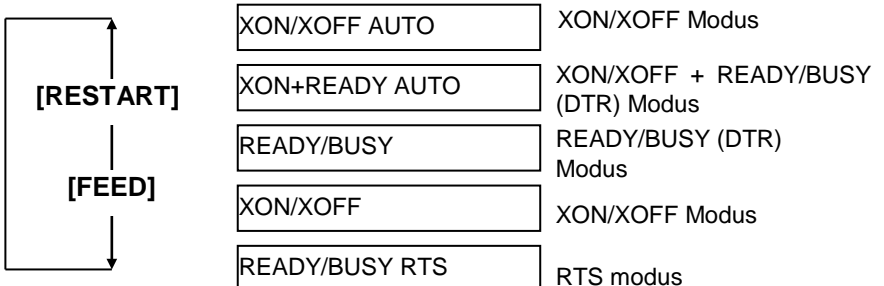 XON/XOFF AUTO XON/XOFF Modus
[RESTART] XON+READY AUTO XON/XOFF + READY/BUSY
(DTR) Modus
READY/BUSY READY/BUSY (DTR)
Modus
[FEED]
XON/XOFF XON/XOFF Modus
READY/BUSY RTS RTS modus